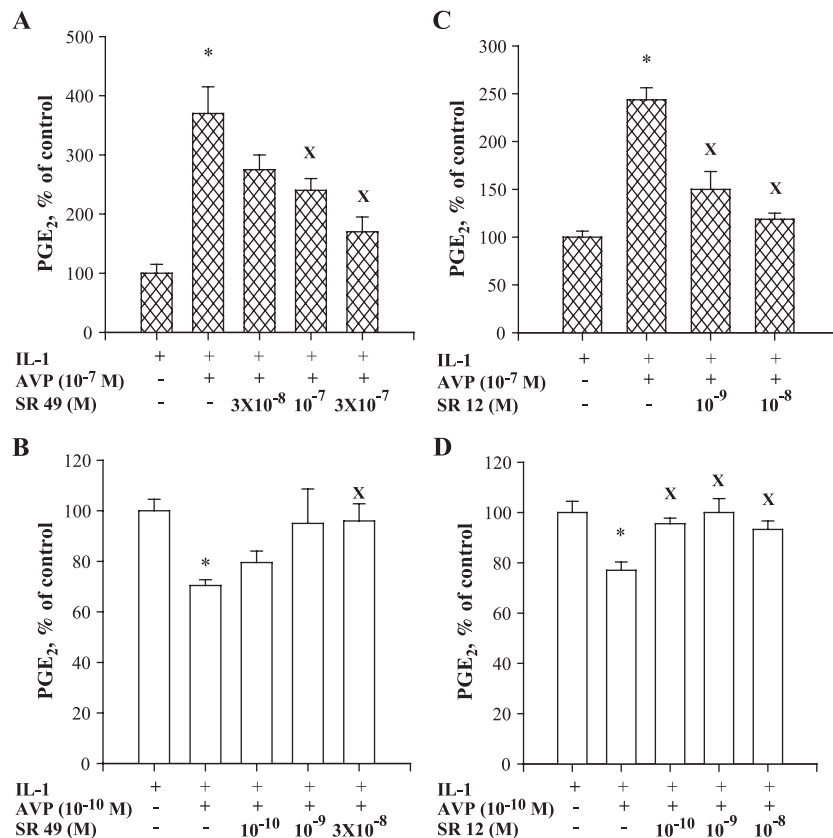 A
PGE₂, % of control
500
400
300
200
100
0
*
X
X
IL-1 + + + + +
AVP (10⁻⁷ M) - + + + +
SR 49 (M) - - 3X10⁻⁸ 10⁻⁷ 3X10⁻⁷
C
PGE₂, % of control
300
250
200
150
100
50
0
*
X
X
IL-1 + + + +
AVP (10⁻⁷ M) - + + +
SR 12 (M) - - 10⁻⁹ 10⁻⁸
B
PGE₂, % of control
120
100
80
60
40
20
0
*
X
IL-1 + + + + +
AVP (10⁻¹⁰ M) - + + + +
SR 49 (M) - - 10⁻¹⁰ 10⁻⁹ 3X10⁻⁸
D
PGE₂, % of control
120
100
80
60
40
20
0
*
X
X
X
IL-1 + + + + +
AVP (10⁻¹⁰ M) - + + + +
SR 12 (M) - - 10⁻¹⁰ 10⁻⁹ 10⁻⁸